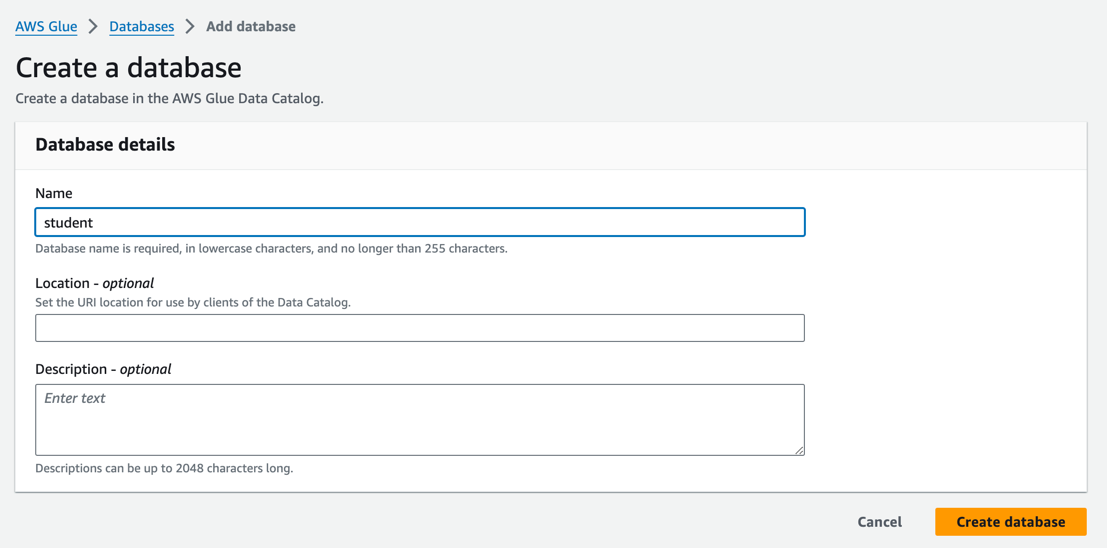 AWS Glue > Databases > Add database
Create a database
Create a database in the AWS Glue Data Catalog.
Database details
Name
student
Database name is required, in lowercase characters, and no longer than 255 characters.
Location - optional
Set the URI location for use by clients of the Data Catalog.
Description - optional
Enter text
Descriptions can be up to 2048 characters long.
Cancel Create database